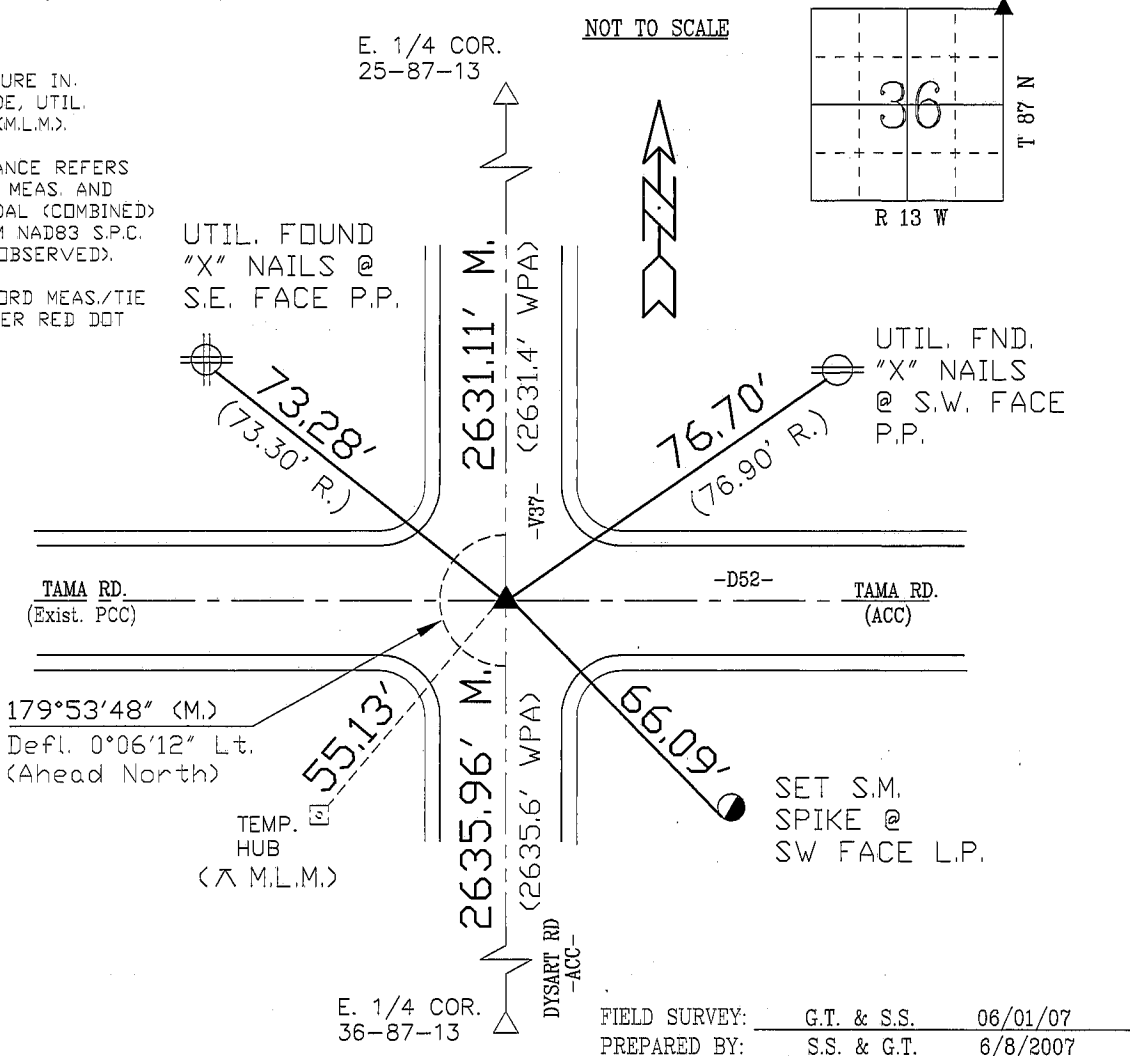 NOT TO SCALE
E. 1/4 COR.
25-87-13
36
T 87 N
R 13 W
URE IN.
DE, UTIL.
(M.L.M.).
ANCE REFERS
MEAS. AND
DAL (COMBINED)
M NAD83 S.P.C.
OBSERVED).
ORD MEAS./TIE
ER RED DOT
UTIL. FOUND
"X" NAILS @
S.E. FACE P.P.
UTIL. FND.
"X" NAILS
@ S.W. FACE
P.P.
73.28'
(73.30' R.)
2631.11' M.
(2631.4' WPA)
76.70'
(76.90' R.)
-V37-
TAMA RD.
(Exist. PCC)
-D52-
TAMA RD.
(ACC)
179°53'48" (M.)
Defl. 0°06'12" Lt.
(Ahead North)
55.13'
2635.96' M.
(2635.6' WPA)
66.09'
TEMP.
HUB
(⊼ M.L.M.)
SET S.M.
SPIKE @
SW FACE L.P.
DYSART RD
-ACC-
E. 1/4 COR.
36-87-13
FIELD SURVEY: G.T. & S.S. 06/01/07
PREPARED BY: S.S. & G.T. 6/8/2007